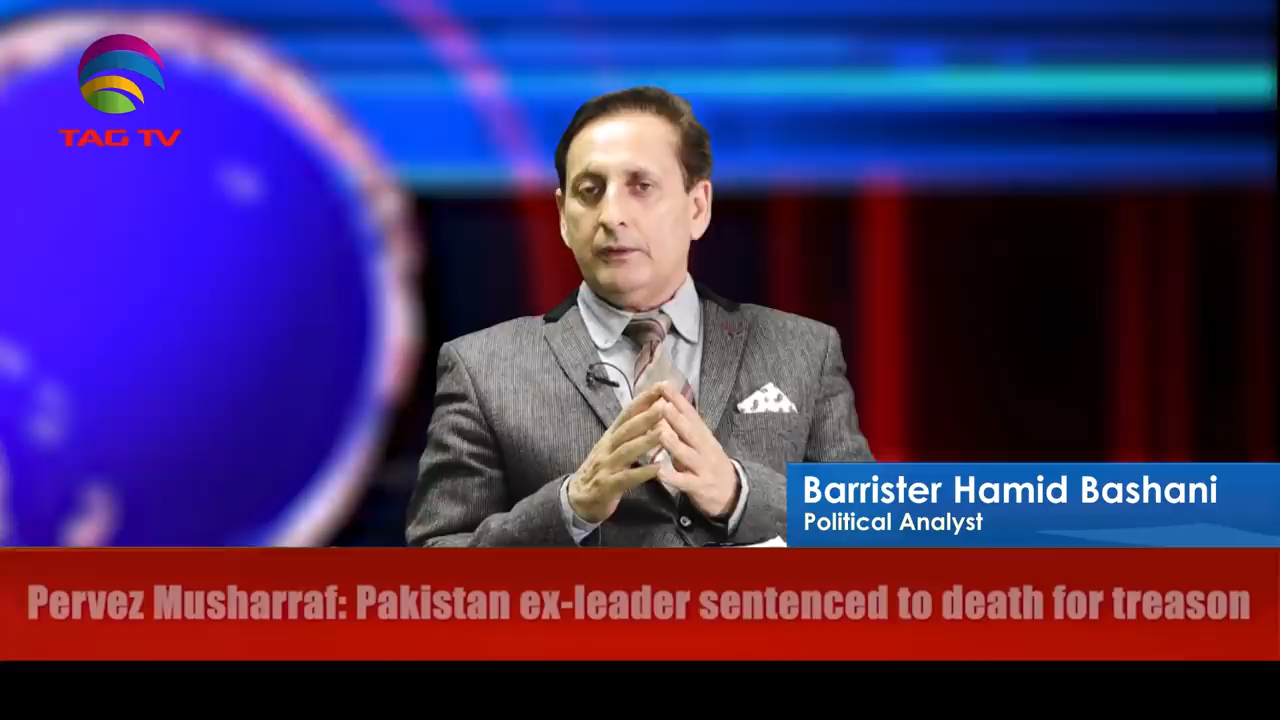 TAG TV
Barrister Hamid Bashani
Political Analyst
Pervez Musharraf: Pakistan ex-leader sentenced to death for treason